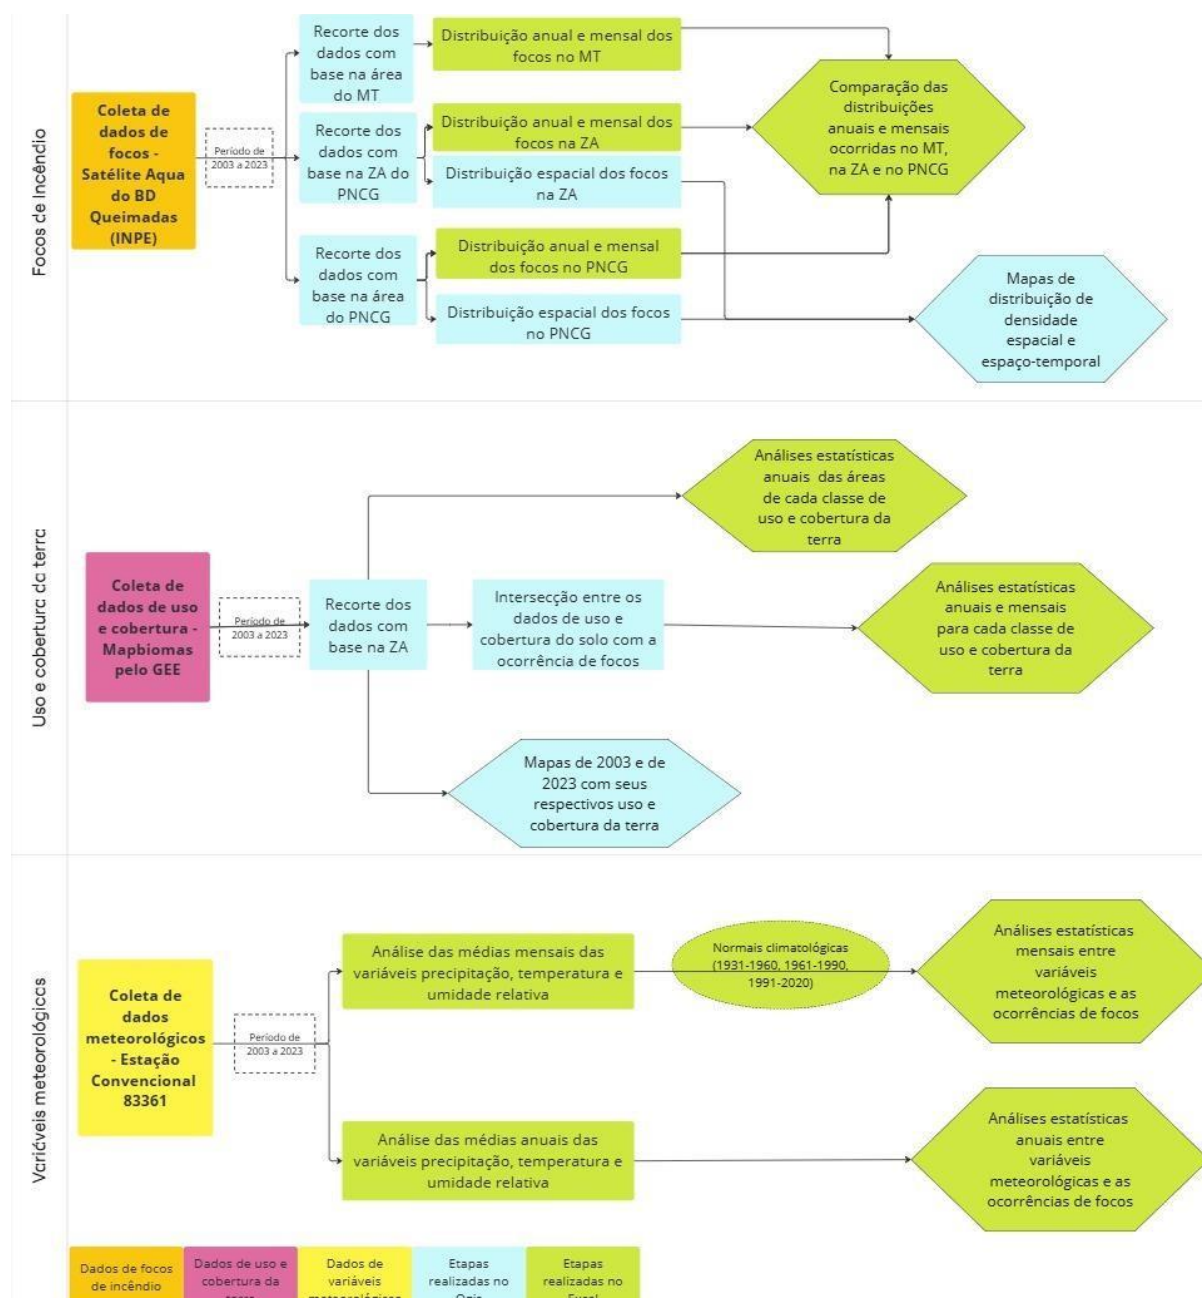 Focos de Incêndio
Coleta de
dados de
focos -
Satélite Aqua
do BD
Queimadas
(INPE)
Período de
2003 a 2023
Recorte dos
dados com
base na área
do MT
Recorte dos
dados com
base na ZA do
PNCG
Recorte dos
dados com
base na área
do PNCG
Distribuição anual e mensal dos
focos no MT
Distribuição anual e mensal dos
focos na ZA
Distribuição espacial dos focos
na ZA
Distribuição anual e mensal
dos focos no PNCG
Distribuição espacial dos focos
no PNCG
Comparação das
distribuições
anuais e mensais
ocorridas no MT,
na ZA e no PNCG
Mapas de
distribuição de
densidade
espacial e
espaço-temporal
Uso e cobertura da terra
Coleta de
dados de uso
e cobertura -
Mapbiomas
pelo GEE
Período de
2003 a 2023
Recorte dos
dados com
base na ZA
Intersecção entre os
dados de uso e
cobertura do solo com a
ocorrência de focos
Análises estatísticas
anuais das áreas
de cada classe de
uso e cobertura da
terra
Análises estatísticas
anuais e mensais
para cada classe de
uso e cobertura da
terra
Mapas de 2003 e de
2023 com seus
respectivos uso e
cobertura da terra
Variáveis meteorológicas
Coleta de
dados
meteorológicos
- Estação
Convencional
83361
Período de
2003 a 2023
Análise das médias mensais das
variáveis precipitação, temperatura e
umidade relativa
Normais climatológicas
(1931-1960, 1961-1990,
1991-2020)
Análises estatísticas
mensais entre
variáveis
meteorológicas e as
ocorrências de focos
Análise das médias anuais das
variáveis precipitação, temperatura e
umidade relativa
Análises estatísticas
anuais entre
variáveis
meteorológicas e as
ocorrências de focos
Dados de focos
de incêndio
Dados de uso e
cobertura da
terra
Dados de
variáveis
meteorológicas
Etapas
realizadas no
Qgis
Etapas
realizadas no
Excel